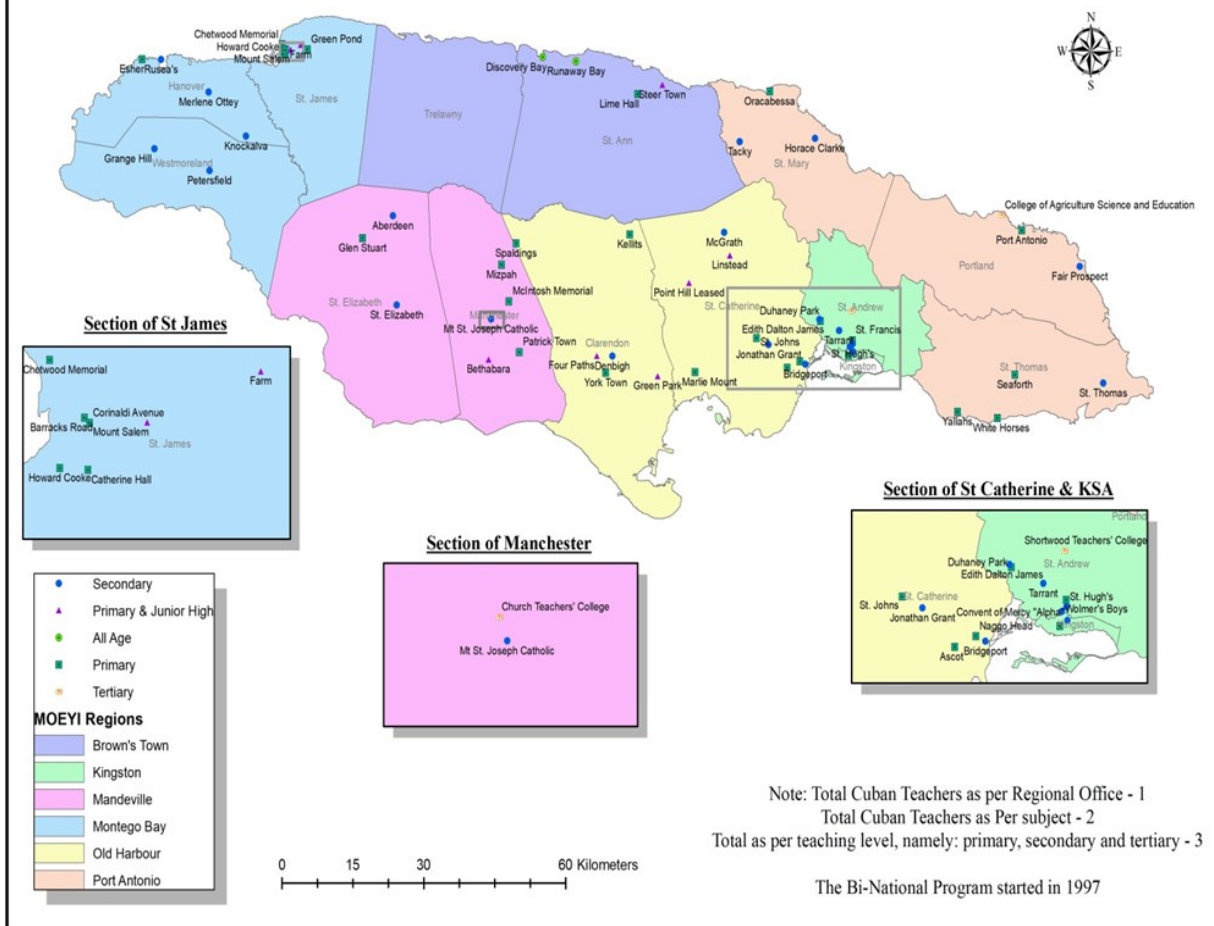 N
W E
S
Chetwood Memorial
Green Pond
Howard Cooke
Mount Salem
Farm
Esher
Rusea's
Hanover
Merlene Ottey
St. James
Knockalva
Grange Hill
Westmoreland
Petersfield
Discovery Bay
Runaway Bay
Trelawny
Lime Hall
Steer Town
St. Ann
Oracabessa
Tacky
Horace Clarke
St. Mary
College of Agriculture Science and Education
Port Antonio
Portland
Fair Prospect
Aberdeen
Glen Stuart
Spaldings
Mizpah
McIntosh Memorial
St. Elizabeth
St. Elizabeth
Manchester
Mt St. Joseph Catholic
Patrick Town
Bethabara
Kellits
McGrath
Linstead
Point Hill Leased
St. Catherine
Clarendon
Four Paths
Denbigh
York Town
Green Park
Marlie Mount
Duhaney Park
St. Andrew
Edith Dalton James
St. Francis
Tarrant
St. Johns
Jonathan Grant
St. Hugh's
Bridgeport
Kingston
St. Thomas
Seaforth
St. Thomas
Yallahs
White Horses
Section of St James
Chetwood Memorial
Farm
Corinaldi Avenue
Barracks Road
Mount Salem
St. James
Howard Cooke
Catherine Hall
Section of Manchester
Church Teachers' College
Mt St. Joseph Catholic
Section of St Catherine & KSA
Portland
Shortwood Teachers' College
Duhaney Park
St. Andrew
Edith Dalton James
Tarrant
St. Johns
St. Catherine
St. Hugh's
Jonathan Grant
Convent of Mercy "Alpha"
Wolmer's Boys
Naggo Head
Kingston
Ascot
Bridgeport
Secondary
Primary & Junior High
All Age
Primary
Tertiary
MOEYI Regions
Brown's Town
Kingston
Mandeville
Montego Bay
Old Harbour
Port Antonio
0 15 30 60 Kilometers
Note: Total Cuban Teachers as per Regional Office - 1
Total Cuban Teachers as Per subject - 2
Total as per teaching level, namely: primary, secondary and tertiary - 3
The Bi-National Program started in 1997